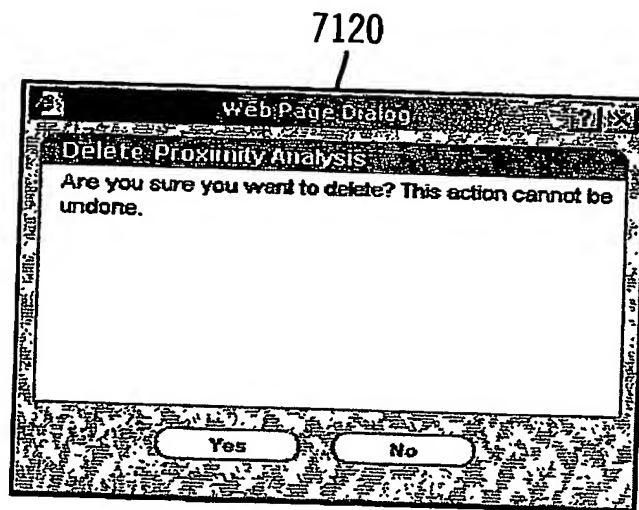 7120
Web Page Dialog
Delete Proximity Analysis
Are you sure you want to delete? This action cannot be
undone.
Yes No